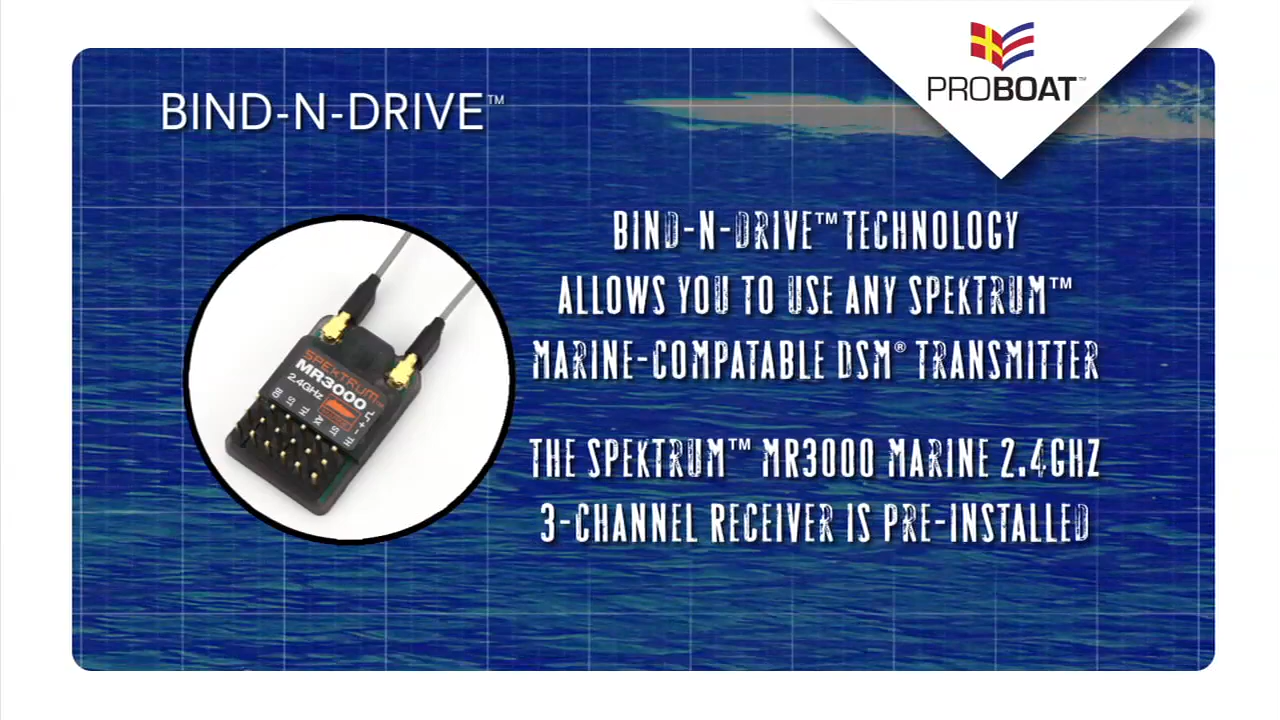 PROBOAT™
BIND-N-DRIVE™
BIND-N-DRIVE™ TECHNOLOGY
ALLOWS YOU TO USE ANY SPEKTRUM™
MARINE-COMPATABLE DSM® TRANSMITTER
THE SPEKTRUM™ MR3000 MARINE 2.4GHZ
3-CHANNEL RECEIVER IS PRE-INSTALLED
SPEKTRUM
MR3000
2.4GHz